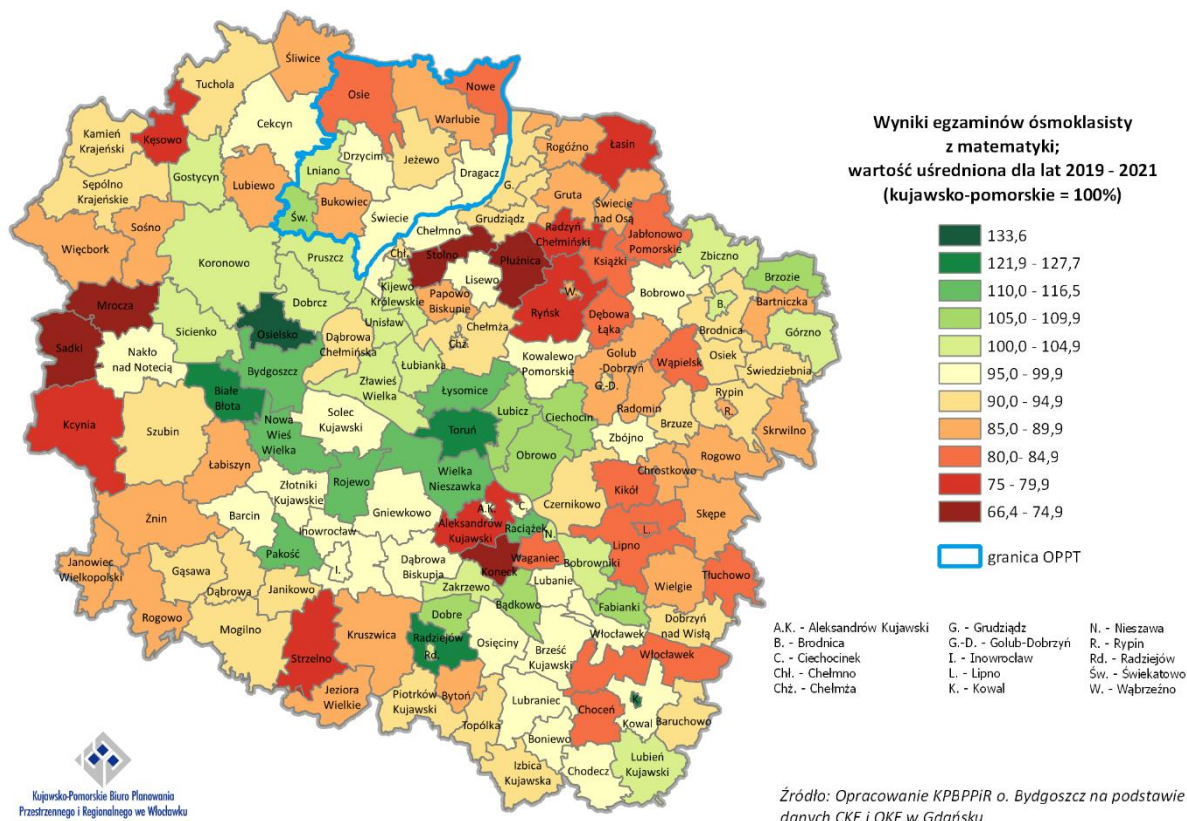 Wyniki egzaminów ósmoklasisty
z matematyki;
wartość uśredniona dla lat 2019 - 2021
(kujawsko-pomorskie = 100%)
133,6
121,9 - 127,7
110,0 - 116,5
105,0 - 109,9
100,0 - 104,9
95,0 - 99,9
90,0 - 94,9
85,0 - 89,9
80,0 - 84,9
75 - 79,9
66,4 - 74,9
granica OPPT
Śliwice
Tuchola
Osie
Nowe
Kęsowo
Cekcyn
Warlubie
Kamień
Krajeński
Gostycyn
Lniano
Drzycim
Jeżewo
Rogóźno
Łasin
Sępólno
Krajeńskie
Lubiewo
Św.
Bukowiec
Dragacz
G.
Gruta
Świecie
nad Osą
Świecie
Grudziądz
Więcbork
Sośno
Koronowo
Pruszcz
Chełmno
Chł.
Stolno
Płużnica
Radzyń
Chełmiński
Książki
Jabłonowo
Pomorskie
Zbiczno
Brzozie
Mrocza
Dobrcz
Kijewo
Królewskie
Lisewo
Papowo
Biskupie
W.
Ryńsk
Bobrowo
B.
Bartniczka
Sicienko
Osielsko
Unisław
Dąbrowa
Chełmińska
Chełmża
Chż.
Dębowa
Łąka
Brodnica
Górzno
Sadki
Nakło
nad Notecią
Bydgoszcz
Łubianka
Kowalewo
Pomorskie
Golub
-Dobrzyń
G.-D.
Wąpielsk
Osiek
Świedziebnia
Białe
Błota
Zławieś
Wielka
Łysomice
Kcynia
Szubin
Solec
Kujawski
Toruń
Lubicz
Ciechocin
Radomin
Rypin
R.
Brzuze
Skrwilno
Nowa
Wieś
Wielka
Obrowo
Zbójno
Rogowo
Łabiszyn
Rojewo
Wielka
Nieszawka
Czernikowo
Kikół
Chrostkowo
Złotniki
Kujawskie
Gniewkowo
A.K.
C.
Aleksandrów
Kujawski
Raciążek
N.
Skępe
Żnin
Barcin
Inowrocław
I.
Lipno
L.
Pakość
Dąbrowa
Biskupia
Koneck
Waganiec
Bobrowniki
Tłuchowo
Janowiec
Wielkopolski
Gąsawa
Dąbrowa
Janikowo
Zakrzewo
Lubanie
Wielgie
Rogowo
Mogilno
Strzelno
Kruszwica
Dobre
Bądkowo
Fabianki
Dobrzyń
nad Wisłą
Radziejów
Rd.
Osięciny
Brześć
Kujawski
Włocławek
Włocławek
Jeziora
Wielkie
Piotrków
Kujawski
Bytoń
Lubraniec
Choceń
K.
Kowal
Baruchowo
Topólka
Boniewo
Izbica
Kujawska
Chodecz
Lubień
Kujawski
A.K. - Aleksandrów Kujawski
B. - Brodnica
C. - Ciechocinek
Chł. - Chełmno
Chż. - Chełmża
G. - Grudziądz
G.-D. - Golub-Dobrzyń
I. - Inowrocław
L. - Lipno
K. - Kowal
N. - Nieszawa
R. - Rypin
Rd. - Radziejów
Św. - Świekatowo
W. - Wąbrzeźno
Kujawsko-Pomorskie Biuro Planowania
Przestrzennego i Regionalnego we Włocławku
Źródło: Opracowanie KPBPPiR o. Bydgoszcz na podstawie
danych CKE i OKE w Gdańsku